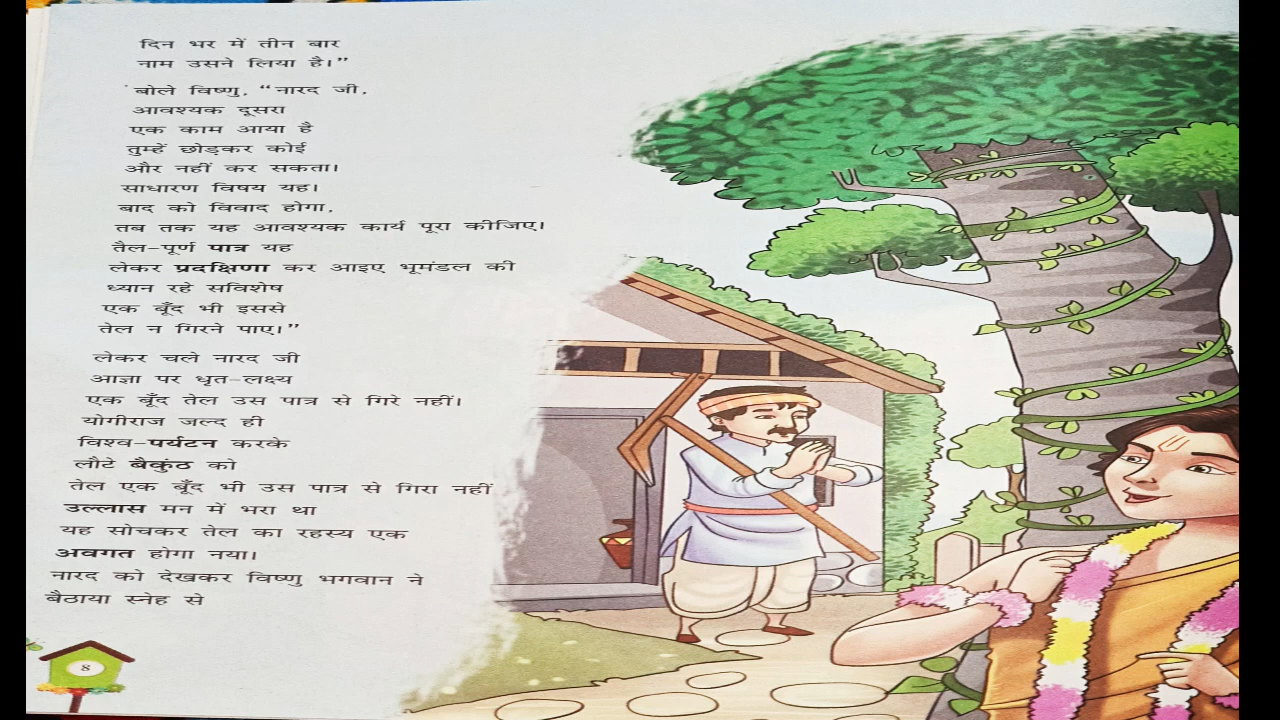 दिन भर में तीन बार
नाम उसने लिया है।”
बोले विष्णु, “नारद जी,
आवश्यक दूसरा
एक काम आया है
तुम्हें छोड़कर कोई
और नहीं कर सकता।
साधारण विषय यह।
बाद को विवाद होगा,
तब तक यह आवश्यक कार्य पूरा कीजिए।
तैल-पूर्ण पात्र यह
लेकर प्रदक्षिणा कर आइए भूमंडल की
ध्यान रहे सविशेष
एक बूँद भी इससे
तेल न गिरने पाए।”
लेकर चले नारद जी
आज्ञा पर धृत-लक्ष्य
एक बूँद तेल उस पात्र से गिरे नहीं।
योगीराज जल्द ही
विश्व-पर्यटन करके
लौटे बैकुंठ को
तेल एक बूँद भी उस पात्र से गिरा नहीं
उल्लास मन में भरा था
यह सोचकर तेल का रहस्य एक
अवगत होगा नया।
नारद को देखकर विष्णु भगवान ने
बैठाया स्नेह से
8